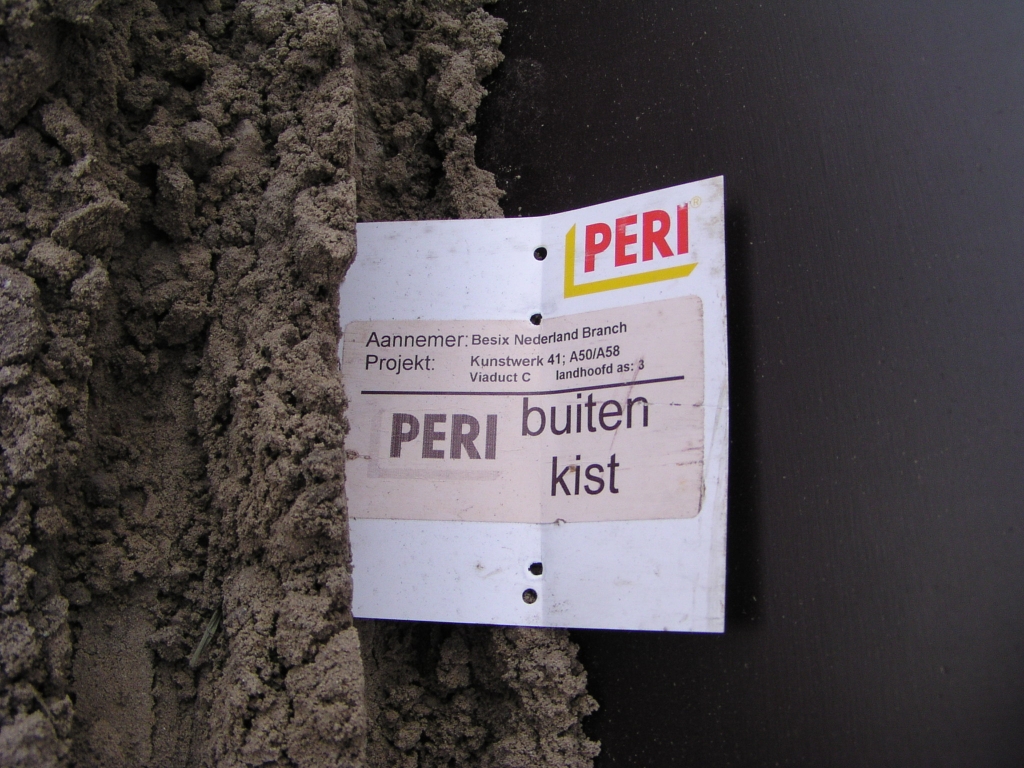 PERI®
Aannemer: Besix Nederland Branch
Projekt: Kunstwerk 41; A50/A58
Viaduct C landhoofd as: 3
PERI buiten
kist